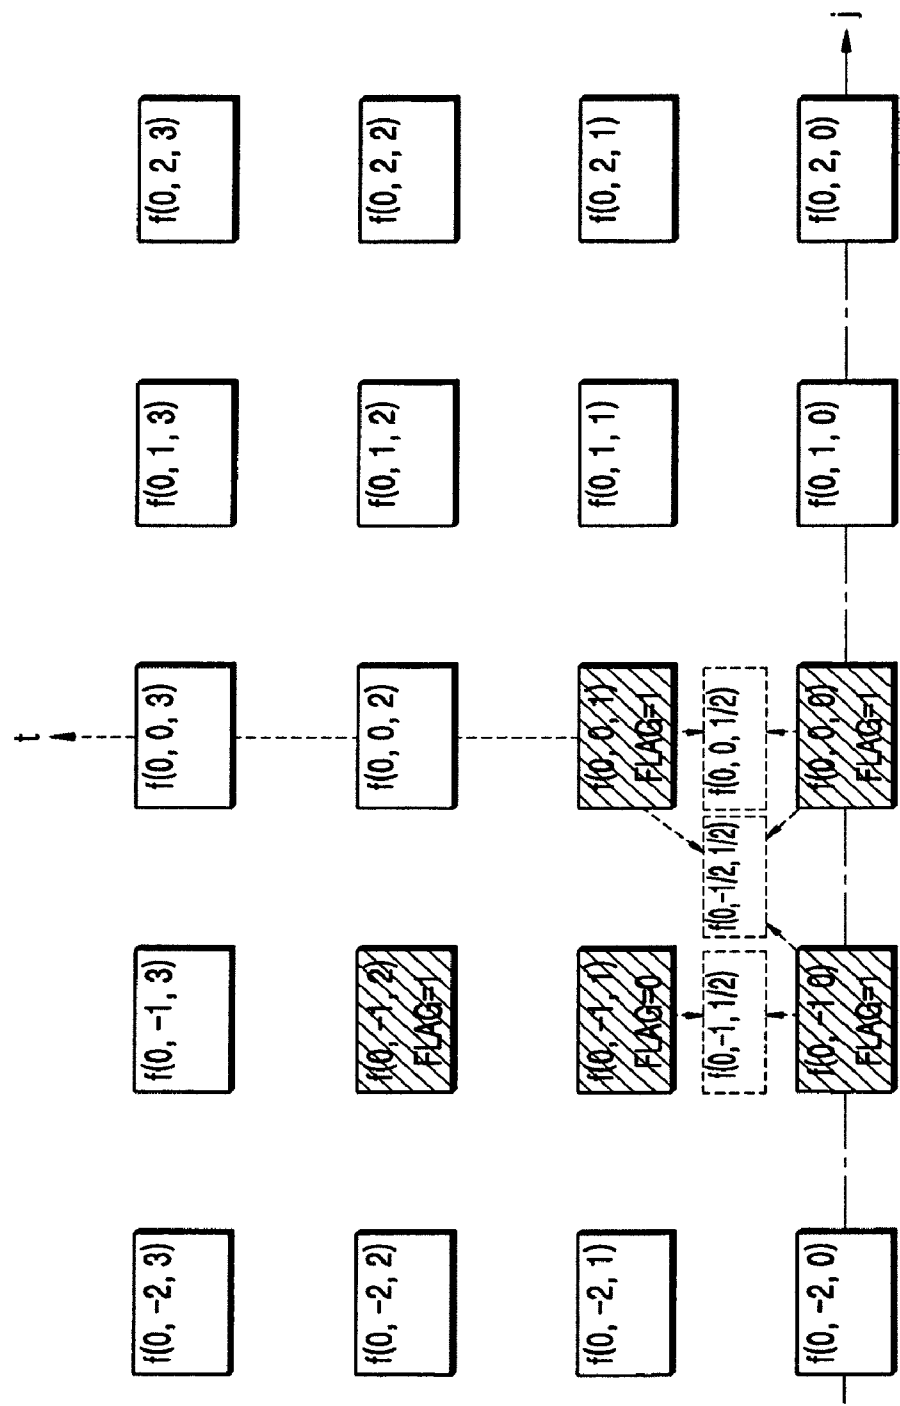 t
f(0, -2, 3)
f(0, -1, 3)
f(0, 0, 3)
f(0, 1, 3)
f(0, 2, 3)
f(0, -2, 2)
f(0, -1, 2)
FLAG=1
f(0, 0, 2)
f(0, 1, 2)
f(0, 2, 2)
f(0, -2, 1)
f(0, -1, 1)
FLAG=0
f(0, 0, 1)
FLAG=1
f(0, 1, 1)
f(0, 2, 1)
f(0,-1, 1/2)
f(0,-1/2, 1/2)
f(0, 0, 1/2)
f(0, -2, 0)
f(0, -1 0)
FLAG=1
f(0, 0, 0)
FLAG=1
f(0, 1, 0)
f(0, 2, 0)
j